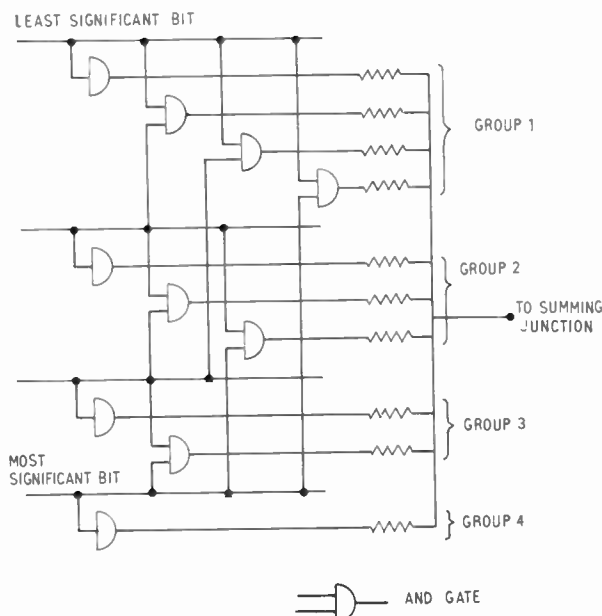 LEAST SIGNIFICANT BIT
GROUP 1
GROUP 2
TO SUMMING
JUNCTION
GROUP 3
MOST
SIGNIFICANT BIT
GROUP 4
AND GATE